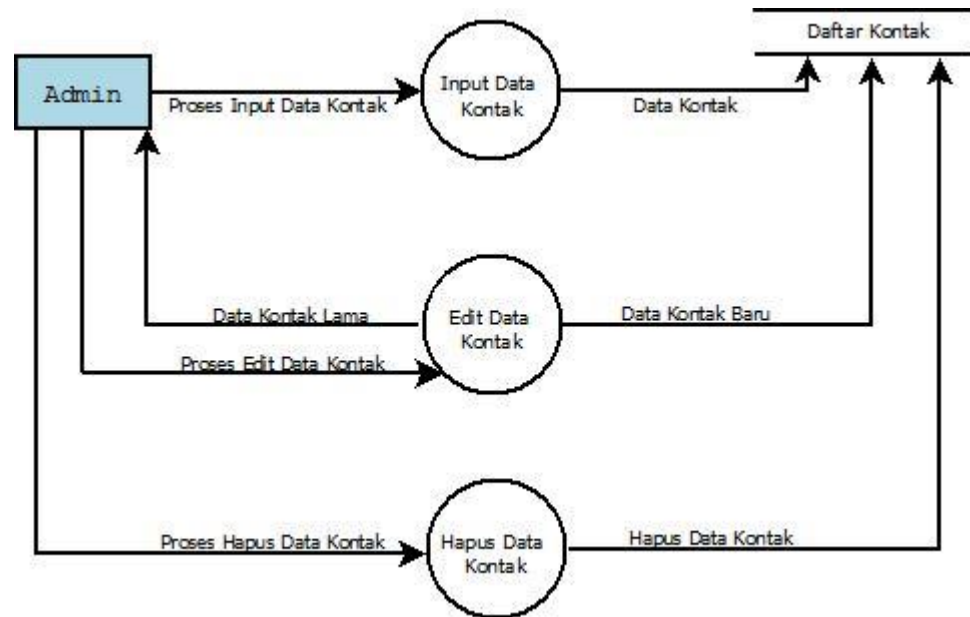 Daftar Kontak
Admin
Proses Input Data Kontak
Input Data
Kontak
Data Kontak
Data Kontak Lama
Edit Data
Kontak
Data Kontak Baru
Proses Edit Data Kontak
Proses Hapus Data Kontak
Hapus Data
Kontak
Hapus Data Kontak